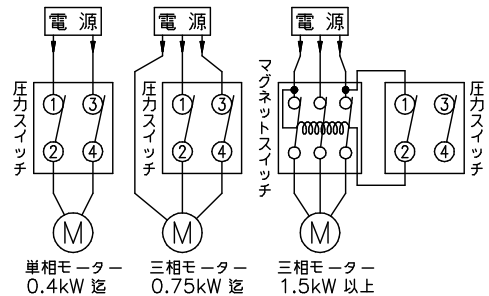 電源
電源
電源
圧力スイッチ
① ③
② ④
圧力スイッチ
① ③
② ④
マグネットスイッチ
① ③
② ④
圧力スイッチ
M
M
M
単相モーター
0.4kW 迄
三相モーター
0.75kW 迄
三相モーター
1.5kW 以上